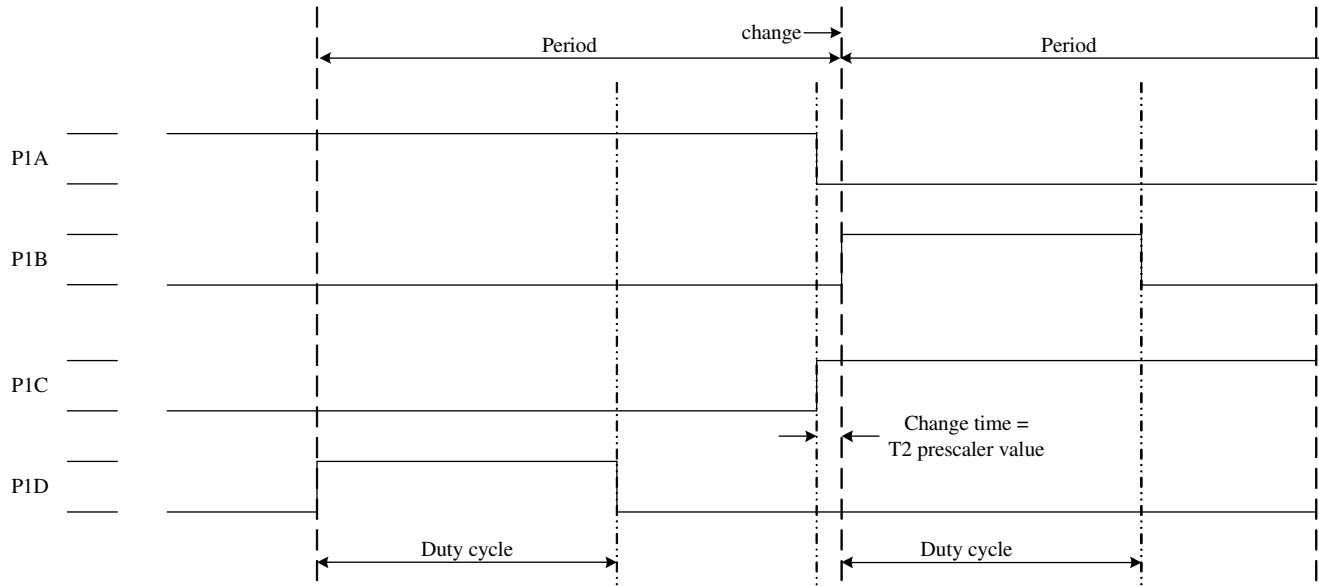 change
Period
Period
P1A
P1B
P1C
Change time =
T2 prescaler value
P1D
Duty cycle
Duty cycle